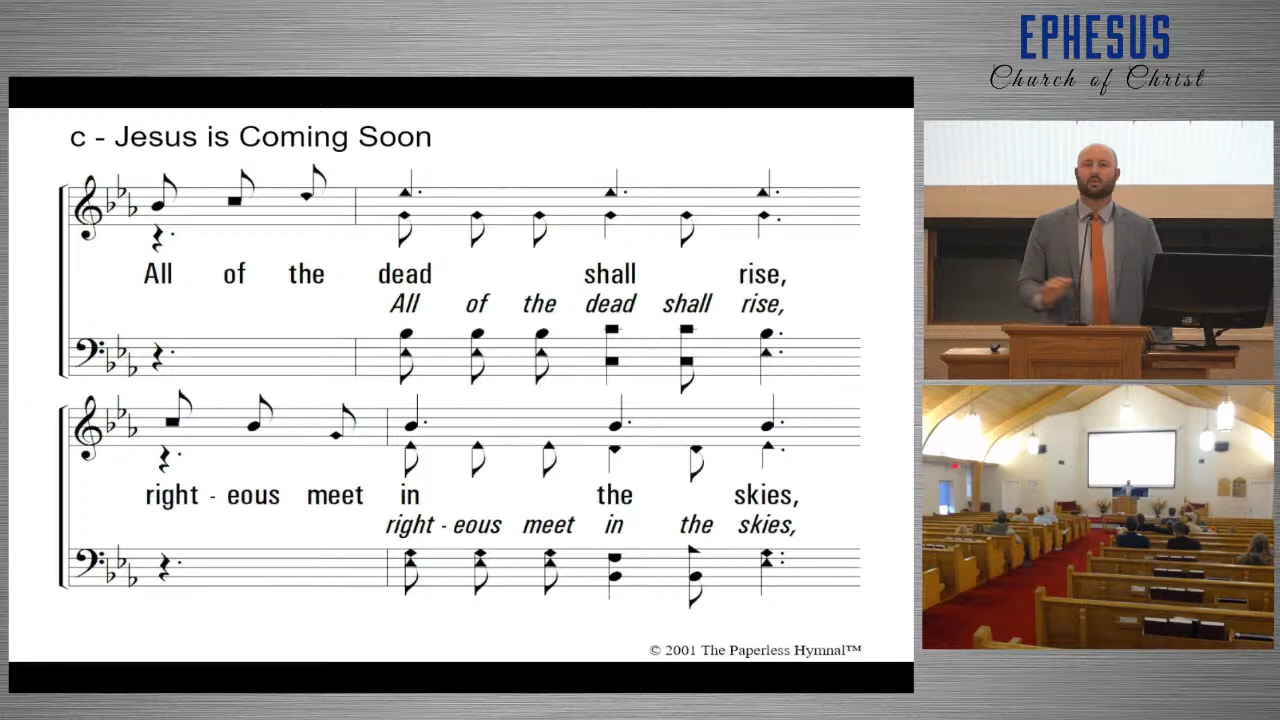 EPHESUS
Church of Christ
c - Jesus is Coming Soon
All of the dead shall rise,
All of the dead shall rise,
right - eous meet in the skies,
right - eous meet in the skies,
© 2001 The Paperless Hymnal™